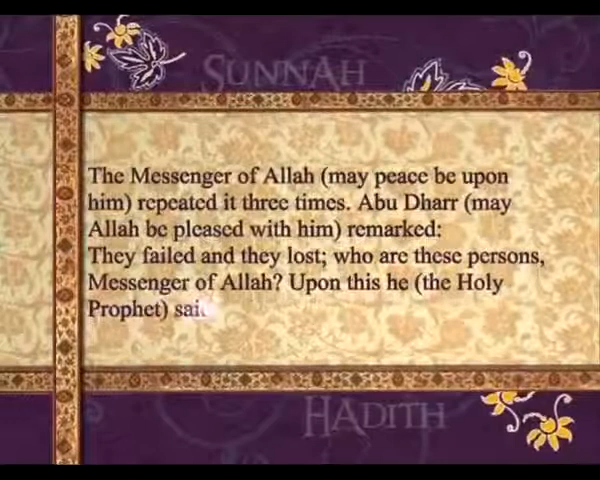 SUNNAH
The Messenger of Allah (may peace be upon
him) repeated it three times. Abu Dharr (may
Allah be pleased with him) remarked:
They failed and they lost; who are these persons,
Messenger of Allah? Upon this he (the Holy
Prophet) sai
HADITH